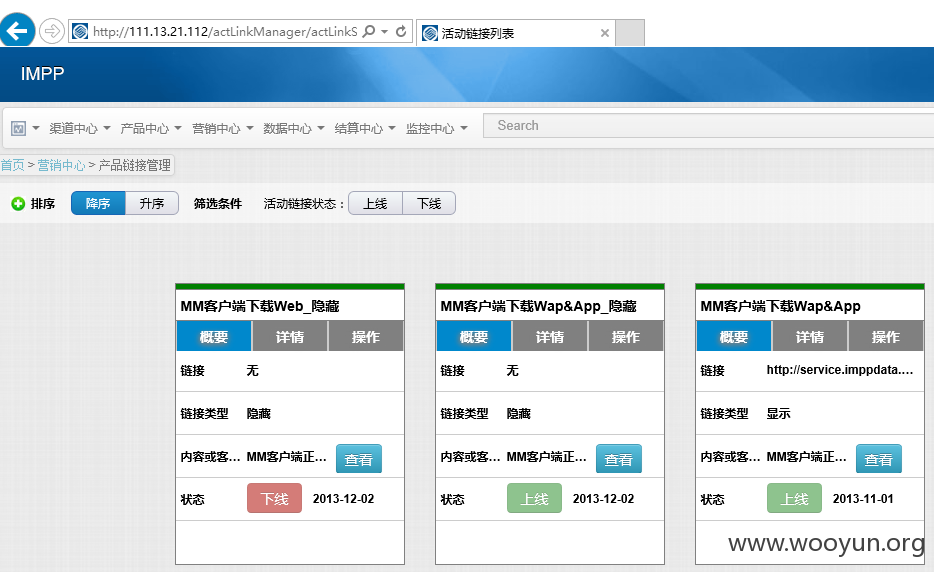 http://111.13.21.112/actLinkManager/actLinkS
活动链接列表
IMPP
渠道中心 产品中心 营销中心 数据中心 结算中心 监控中心 Search
首页 > 营销中心 > 产品链接管理
排序 降序 升序 筛选条件 活动链接状态： 上线 下线
MM客户端下载Web_隐藏
概要 详情 操作
链接 无
链接类型 隐藏
内容或客... MM客户端正... 查看
状态 下线 2013-12-02
MM客户端下载Wap&App_隐藏
概要 详情 操作
链接 无
链接类型 隐藏
内容或客... MM客户端正... 查看
状态 上线 2013-12-02
MM客户端下载Wap&App
概要 详情 操作
链接 http://service.imppdata....
链接类型 显示
内容或客... MM客户端正... 查看
状态 上线 2013-11-01
www.wooyun.org